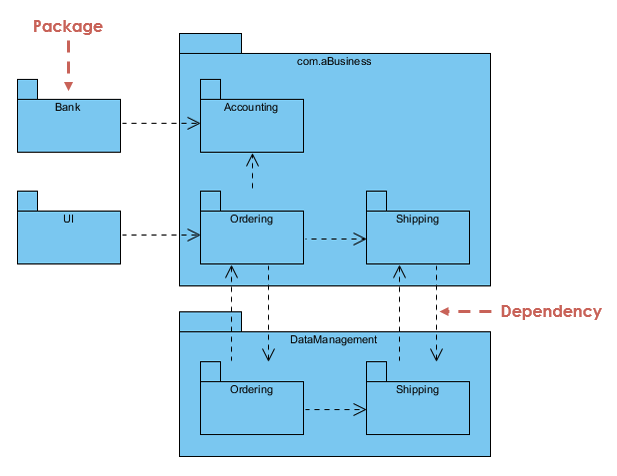 Package
com.aBusiness
Bank
Accounting
UI
Ordering
Shipping
Dependency
DataManagement
Ordering
Shipping